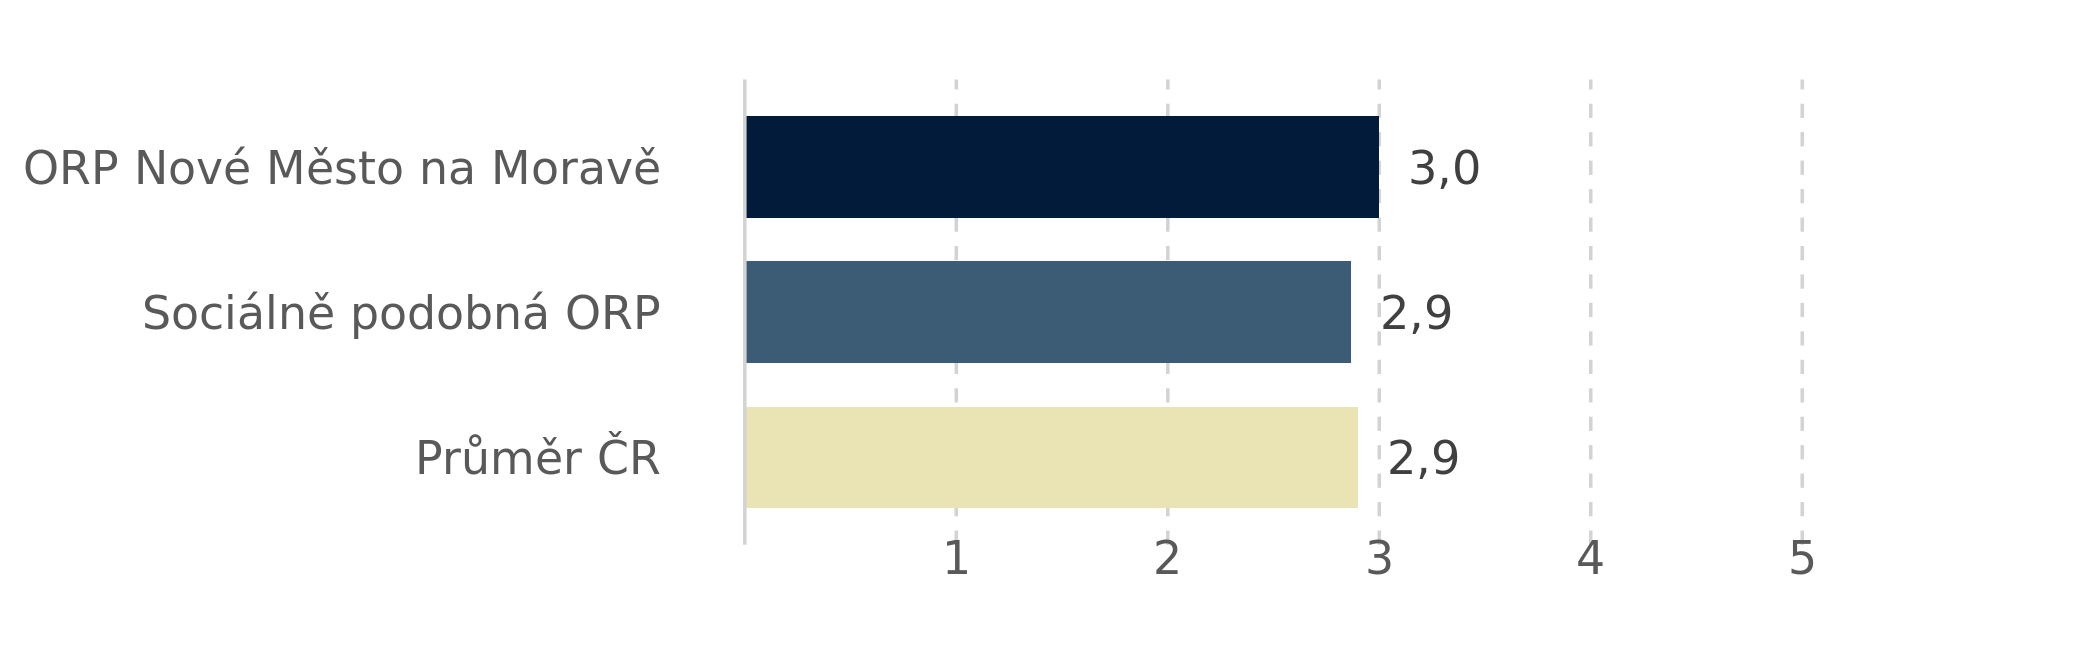 ORP Nové Město na Moravě 3,0
Sociálně podobná ORP 2,9
Průměr ČR 2,9
1 2 3 4 5